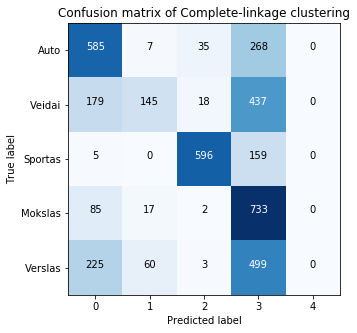 Confusion matrix of Complete-linkage clustering
True label
Auto 585 7 35 268 0
Veidai 179 145 18 437 0
Sportas 5 0 596 159 0
Mokslas 85 17 2 733 0
Verslas 225 60 3 499 0
0 1 2 3 4
Predicted label